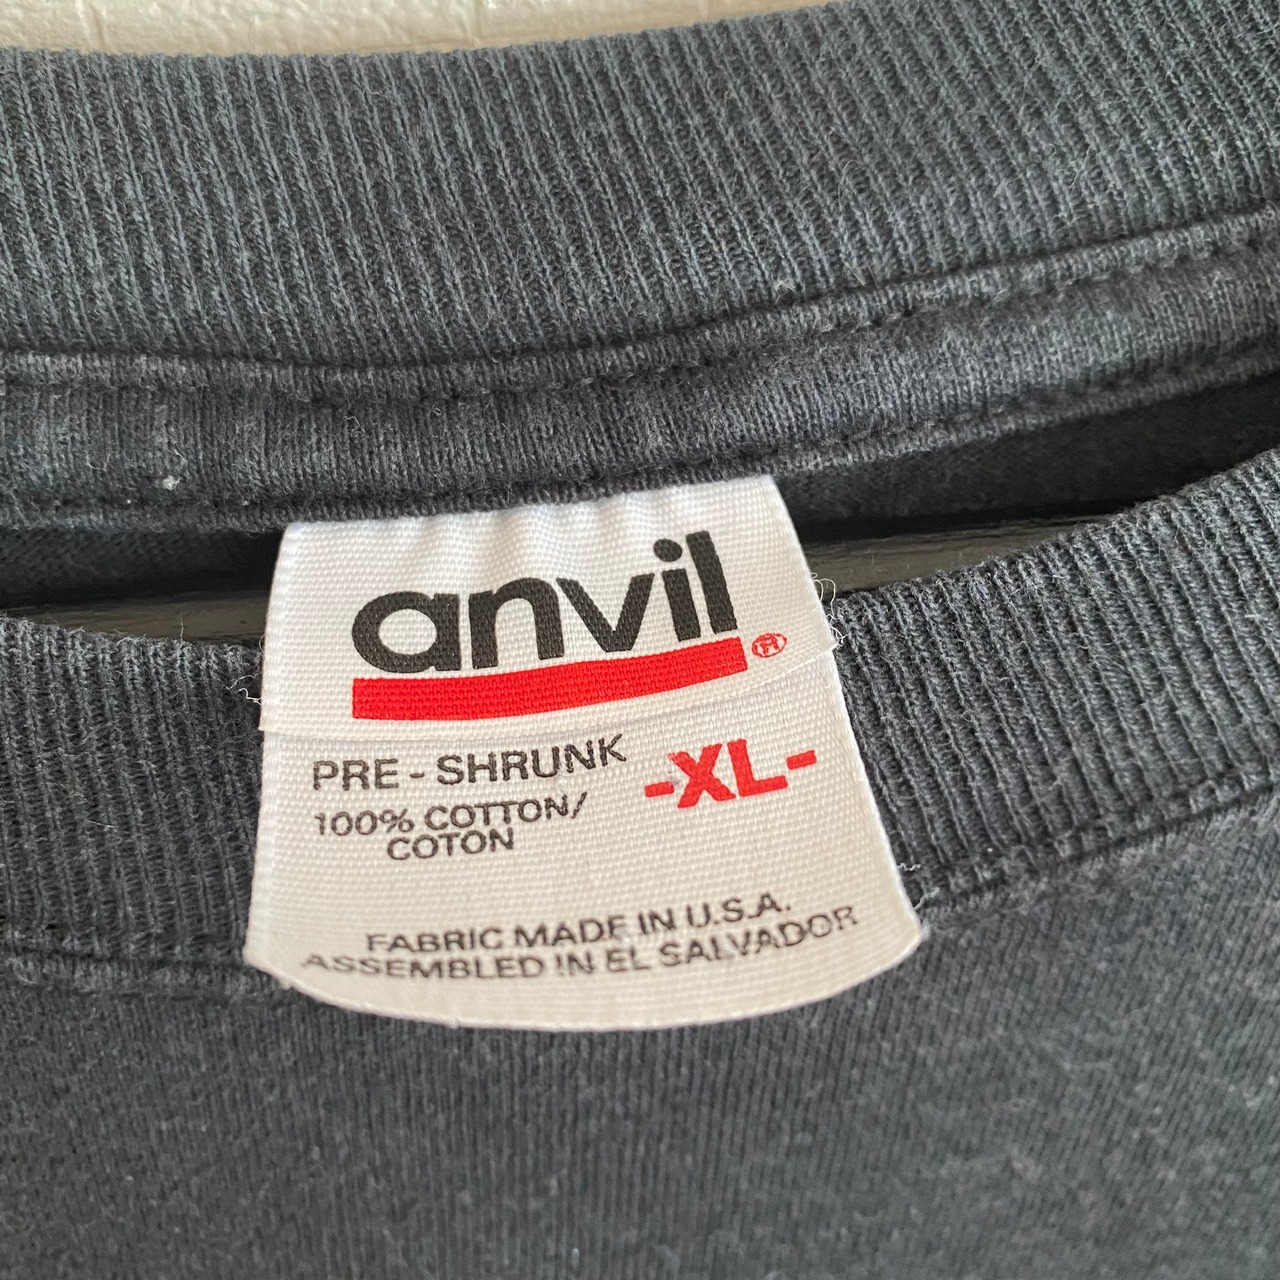 anvil®
PRE-SHRUNK
-XL-
100% COTTON/
COTON
FABRIC MADE IN U.S.A.
ASSEMBLED IN EL SALVADOR